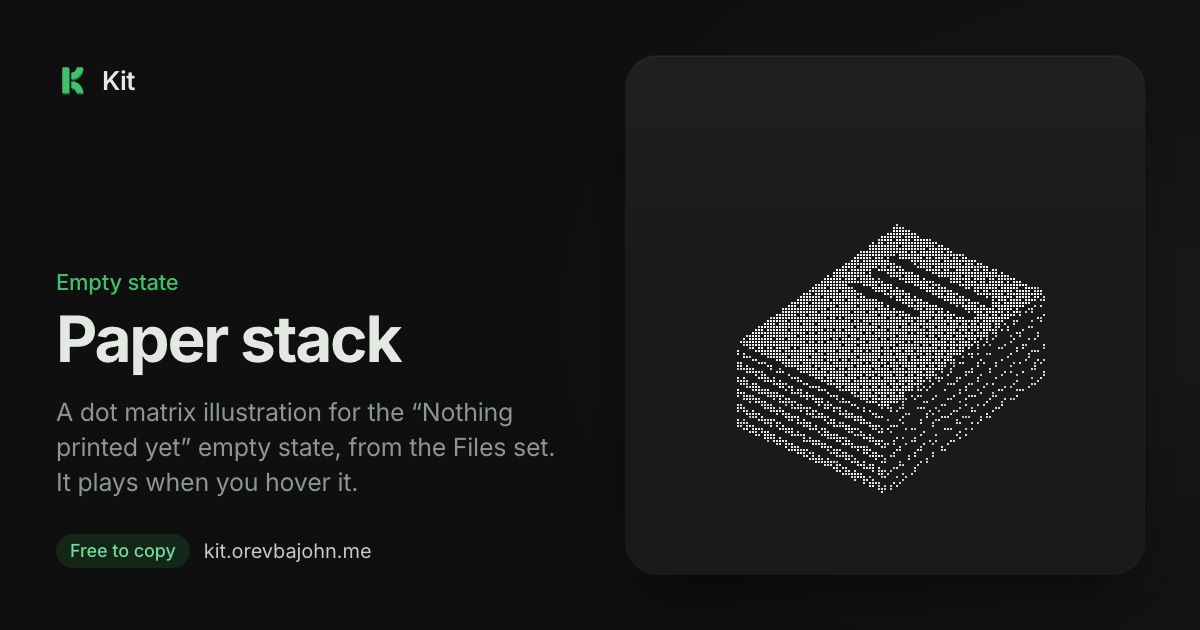 Kit
Empty state
Paper stack
A dot matrix illustration for the “Nothing
printed yet” empty state, from the Files set.
It plays when you hover it.
Free to copy
kit.orevbajohn.me